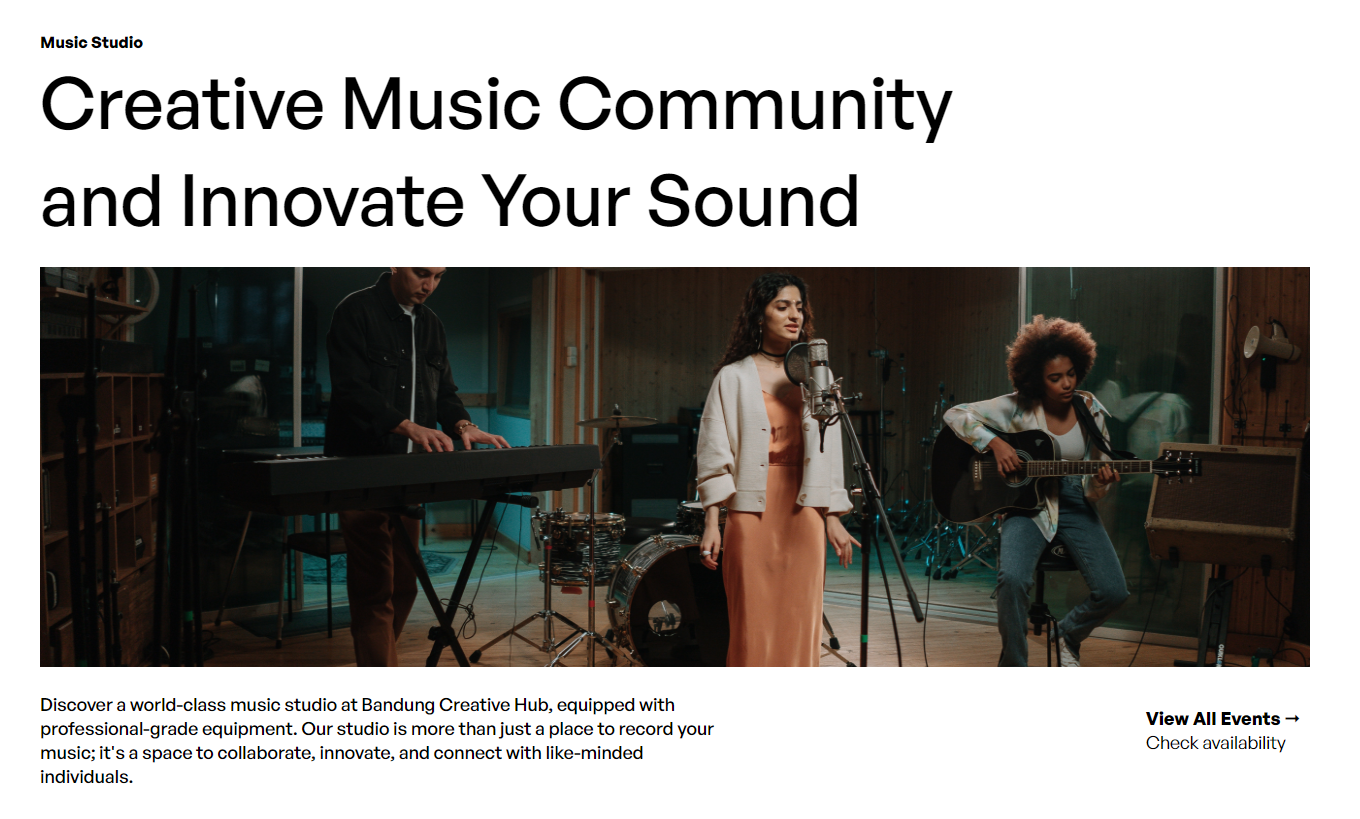 Music Studio
Creative Music Community
and Innovate Your Sound
Discover a world-class music studio at Bandung Creative Hub, equipped with
professional-grade equipment. Our studio is more than just a place to record your
music; it's a space to collaborate, innovate, and connect with like-minded
individuals.
View All Events →
Check availability